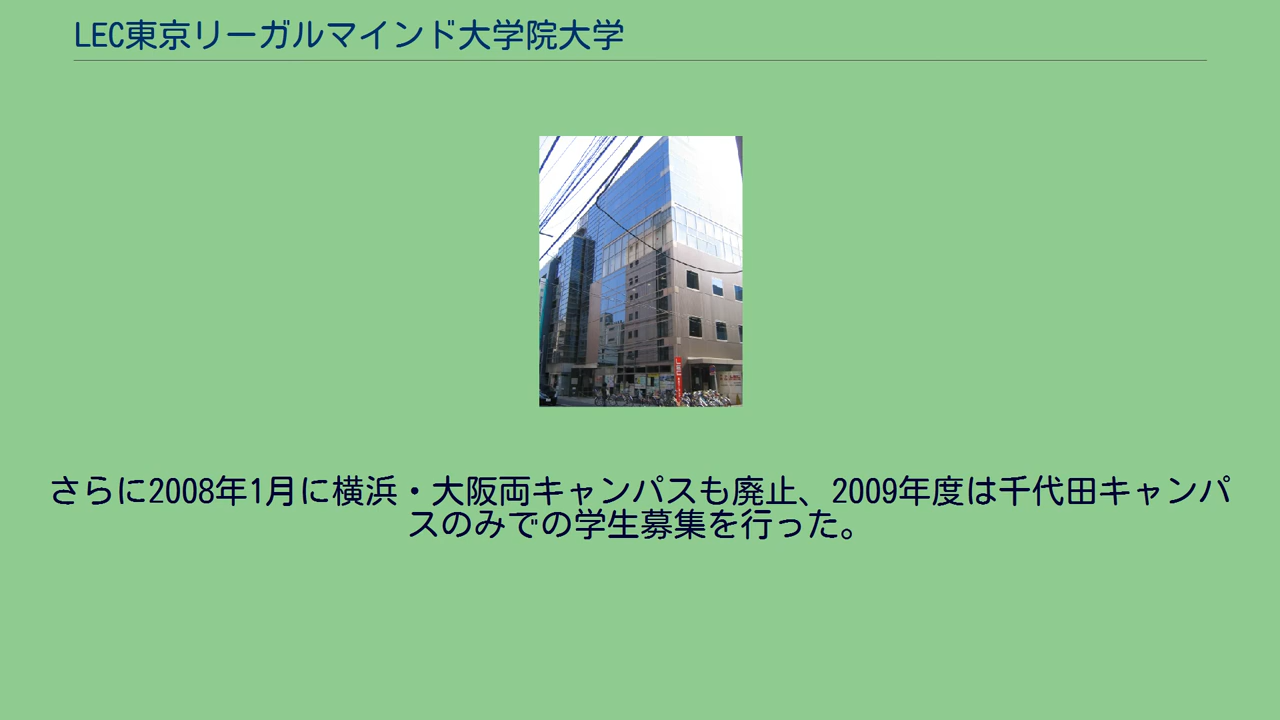 LEC東京リーガルマインド大学院大学
さらに2008年1月に横浜・大阪両キャンパスも廃止、2009年度は千代田キャンパ
スのみでの学生募集を行った。